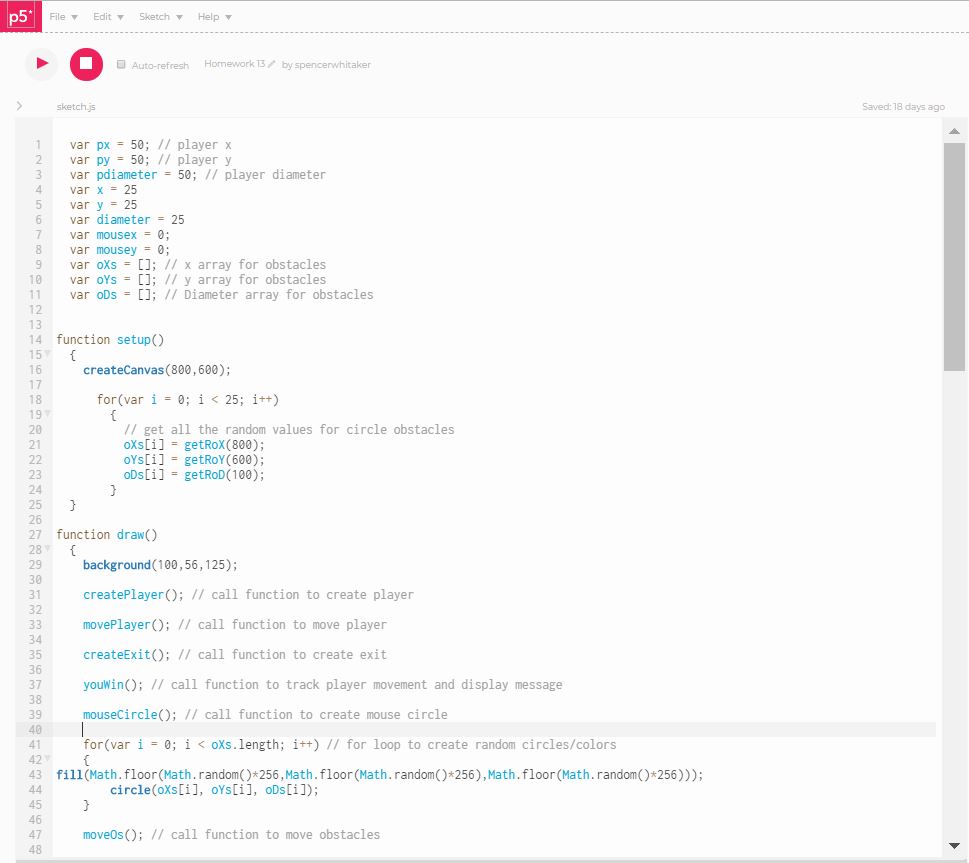 p5* File Edit Sketch Help
Auto-refresh Homework 13 by spencerwhitaker
> sketch.js Saved: 18 days ago
1 var px = 50; // player x
2 var py = 50; // player y
3 var pdiameter = 50; // player diameter
4 var x = 25
5 var y = 25
6 var diameter = 25
7 var mousex = 0;
8 var mousey = 0;
9 var oXs = []; // x array for obstacles
10 var oYs = []; // y array for obstacles
11 var oDs = []; // Diameter array for obstacles
12
13
14 function setup()
15 {
16 createCanvas(800,600);
17
18 for(var i = 0; i < 25; i++)
19 {
20 // get all the random values for circle obstacles
21 oXs[i] = getRoX(800);
22 oYs[i] = getRoY(600);
23 oDs[i] = getRoD(100);
24 }
25 }
26
27 function draw()
28 {
29 background(100,56,125);
30
31 createPlayer(); // call function to create player
32
33 movePlayer(); // call function to move player
34
35 createExit(); // call function to create exit
36
37 youWin(); // call function to track player movement and display message
38
39 mouseCircle(); // call function to create mouse circle
40
41 for(var i = 0; i < oXs.length; i++) // for loop to create random circles/colors
42 {
43 fill(Math.floor(Math.random()*256,Math.floor(Math.random()*256),Math.floor(Math.random()*256)));
44 circle(oXs[i], oYs[i], oDs[i]);
45 }
46
47 moveOs(); // call function to move obstacles
48